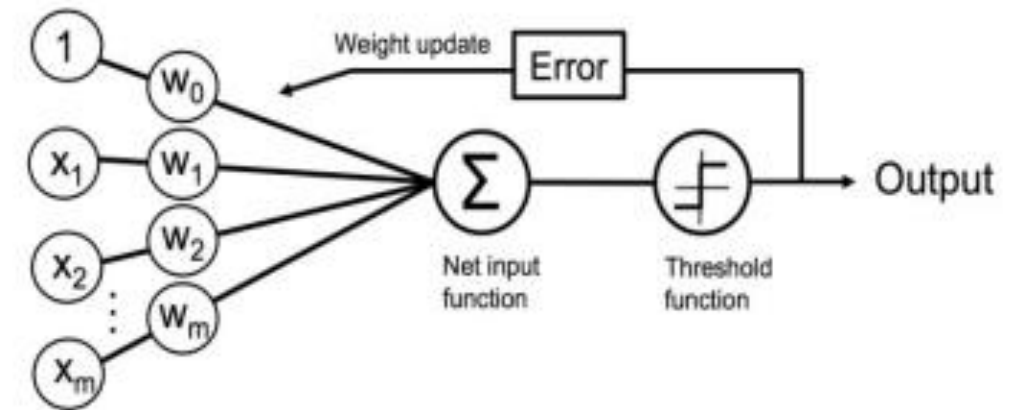 1
w₀
Weight update
Error
x₁
w₁
Σ
Output
x₂
w₂
Net input
function
Threshold
function
wₘ
xₘ